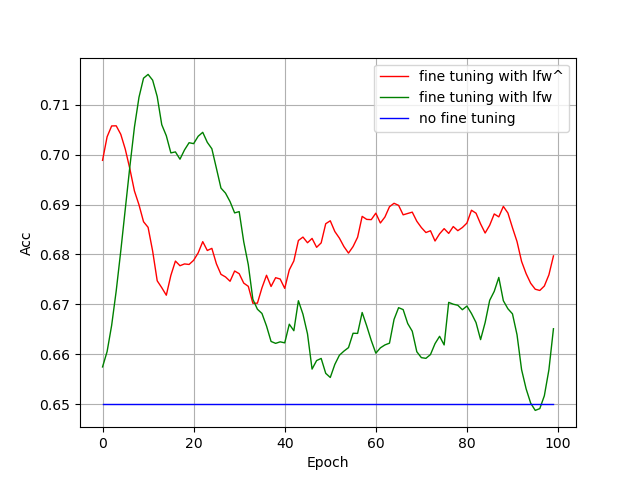 fine tuning with lfw^
fine tuning with lfw
no fine tuning
0.71
0.70
0.69
0.68
0.67
0.66
0.65
Acc
0 20 40 60 80 100
Epoch